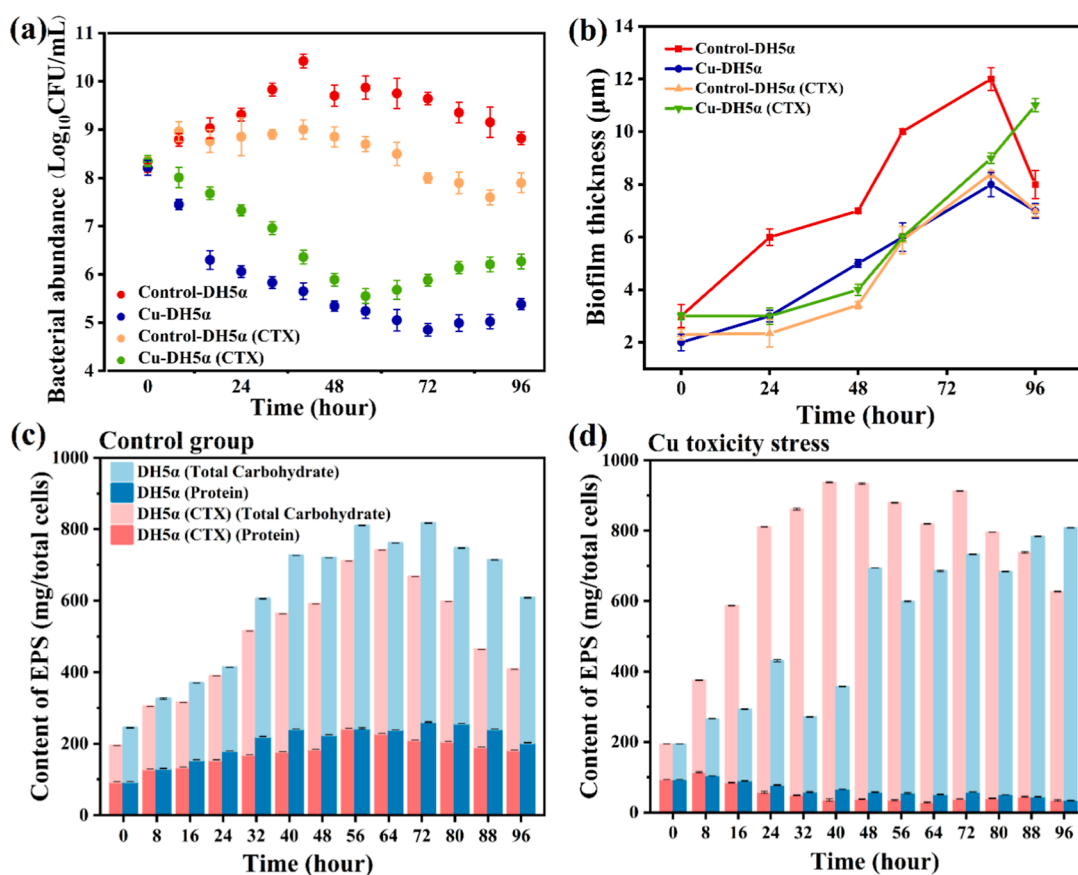 (a)
Bacterial abundance (Log10CFU/mL)
11
10
9
8
7
6
5
4
Control-DH5α
Cu-DH5α
Control-DH5α (CTX)
Cu-DH5α (CTX)
0
24
48
72
96
Time (hour)
(b)
Biofilm thickness (μm)
14
12
10
8
6
4
2
Control-DH5α
Cu-DH5α
Control-DH5α (CTX)
Cu-DH5α (CTX)
0
24
48
72
96
Time (hour)
(c)
Control group
Content of EPS (mg/total cells)
1000
800
600
400
200
0
DH5α (Total Carbohydrate)
DH5α (Protein)
DH5α (CTX) (Total Carbohydrate)
DH5α (CTX) (Protein)
0 8 16 24 32 40 48 56 64 72 80 88 96
Time (hour)
(d)
Cu toxicity stress
Content of EPS (mg/total cells)
1000
800
600
400
200
0
0 8 16 24 32 40 48 56 64 72 80 88 96
Time (hour)